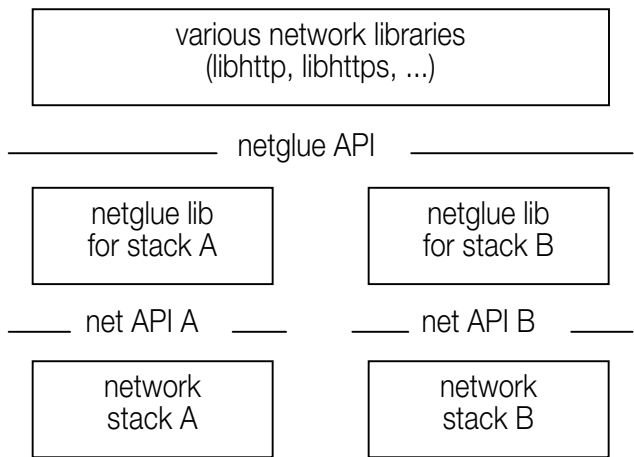 various network libraries
(libhttp, libhttps, ...)
netglue API
netglue lib
for stack A
netglue lib
for stack B
net API A
net API B
network
stack A
network
stack B